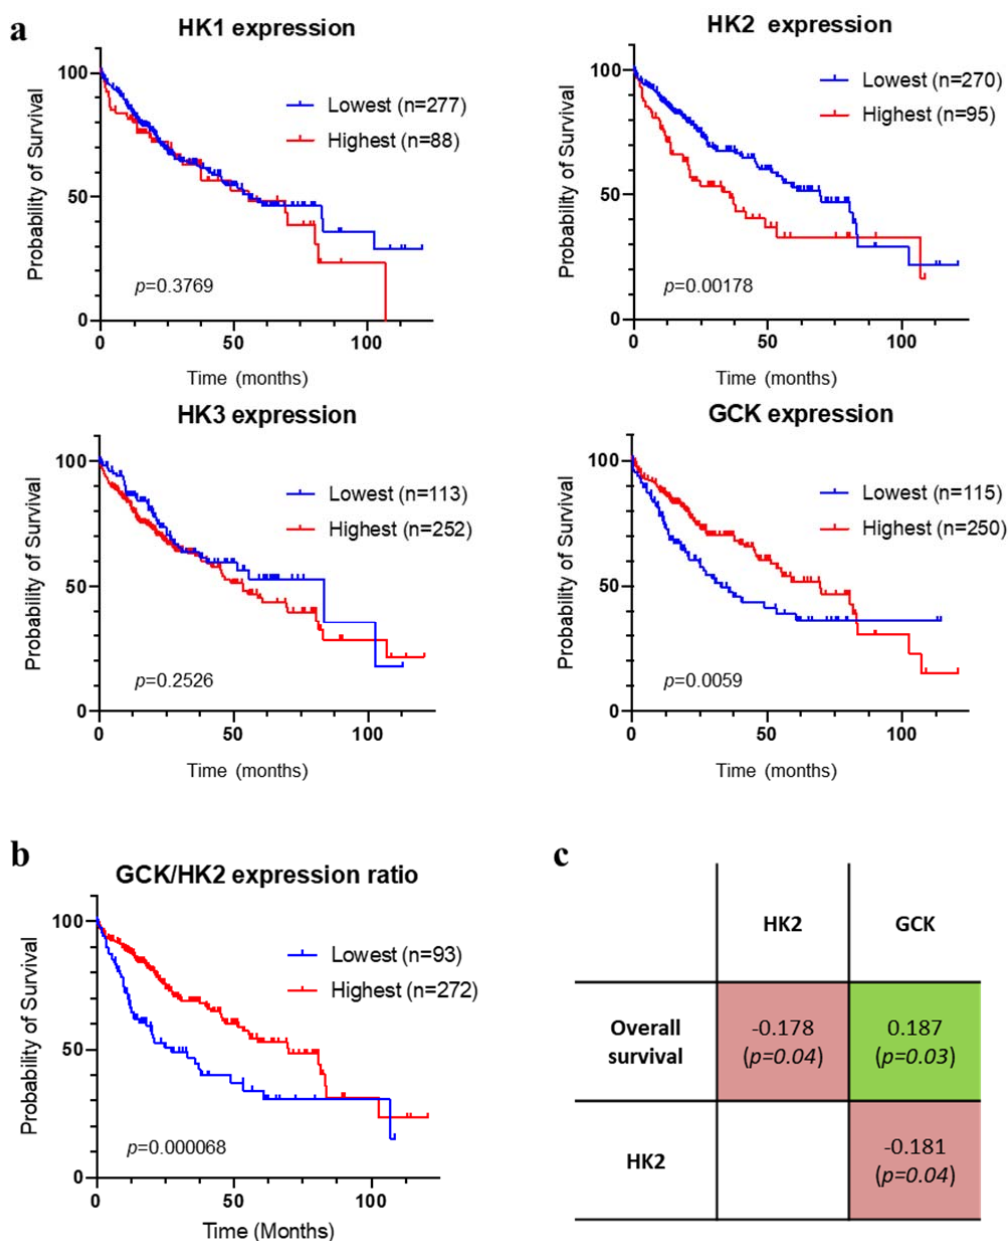 a
HK1 expression
Probability of Survival
100
50
0
Lowest (n=277)
Highest (n=88)
p=0.3769
0 50 100
Time (months)
HK2 expression
Probability of Survival
100
50
0
Lowest (n=270)
Highest (n=95)
p=0.00178
0 50 100
Time (months)
HK3 expression
Probability of Survival
100
50
0
Lowest (n=113)
Highest (n=252)
p=0.2526
0 50 100
Time (months)
GCK expression
Probability of Survival
100
50
0
Lowest (n=115)
Highest (n=250)
p=0.0059
0 50 100
Time (months)
b
GCK/HK2 expression ratio
Probability of Survival
100
50
0
Lowest (n=93)
Highest (n=272)
p=0.000068
0 50 100
Time (Months)
c
HK2 GCK
Overall
survival
-0.178
(p=0.04)
0.187
(p=0.03)
HK2
-0.181
(p=0.04)